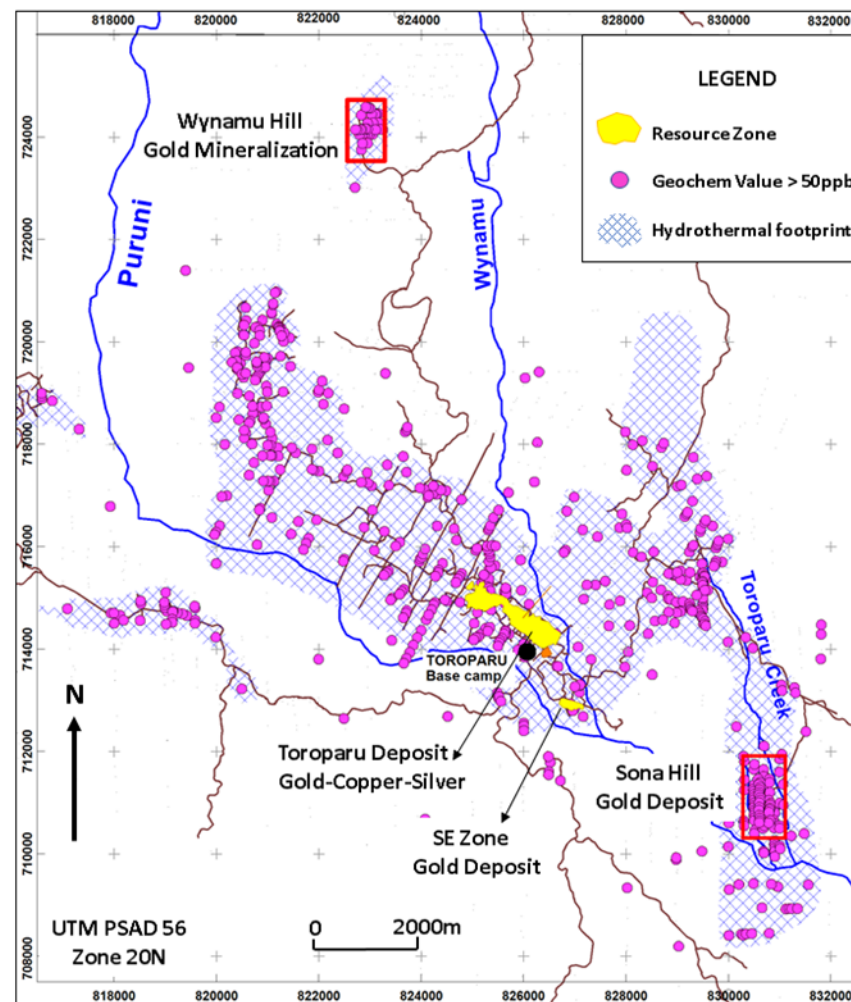 818000 820000 822000 824000 826000 828000 830000 832000
LEGEND
Resource Zone
Geochem Value > 50ppb
Hydrothermal footprint
Wynamu Hill
Gold Mineralization
Puruni
Wynamu
724000
722000
720000
718000
716000
714000
712000
710000
708000
TOROPARU
Base camp
Toroparu Creek
N
Toroparu Deposit
Gold-Copper-Silver
SE Zone
Gold Deposit
Sona Hill
Gold Deposit
UTM PSAD 56
Zone 20N
0 2000m
818000 820000 822000 824000 826000 828000 830000 832000